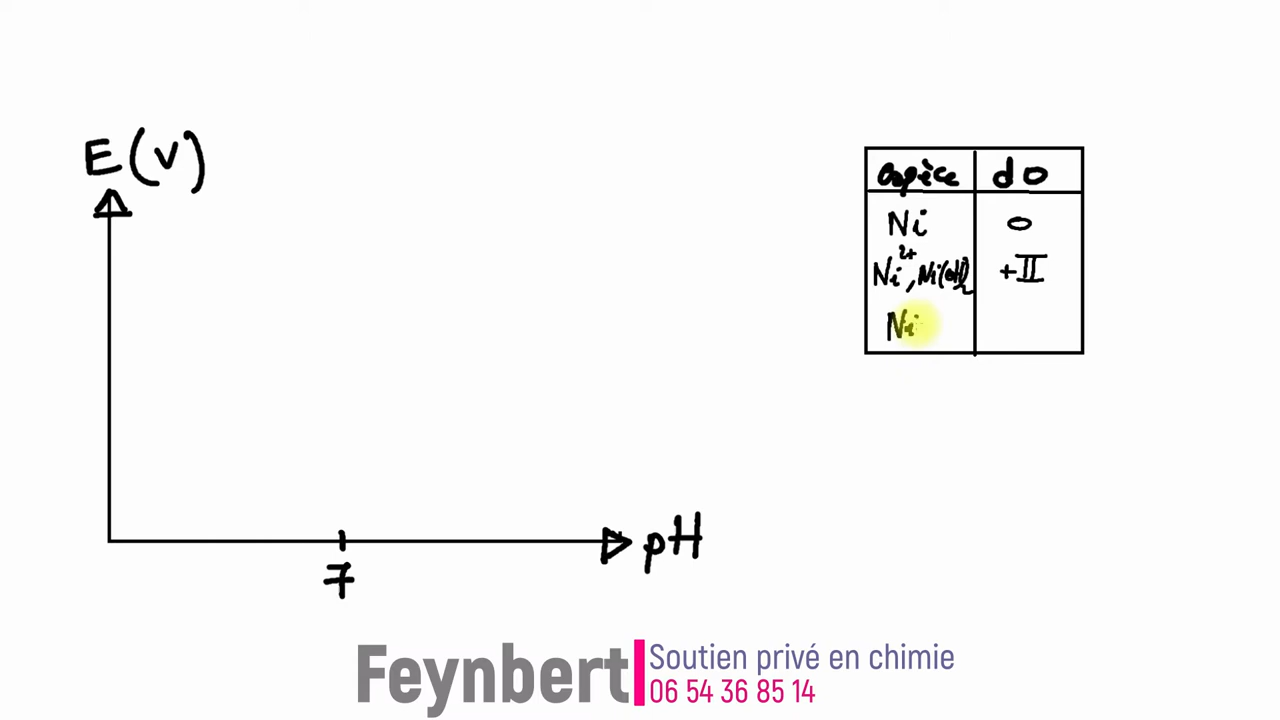 E(V)
espèce dO
Ni 0
Ni²⁺, Ni(OH)₂ +II
Ni
pH
7
Feynbert
Soutien privé en chimie
06 54 36 85 14